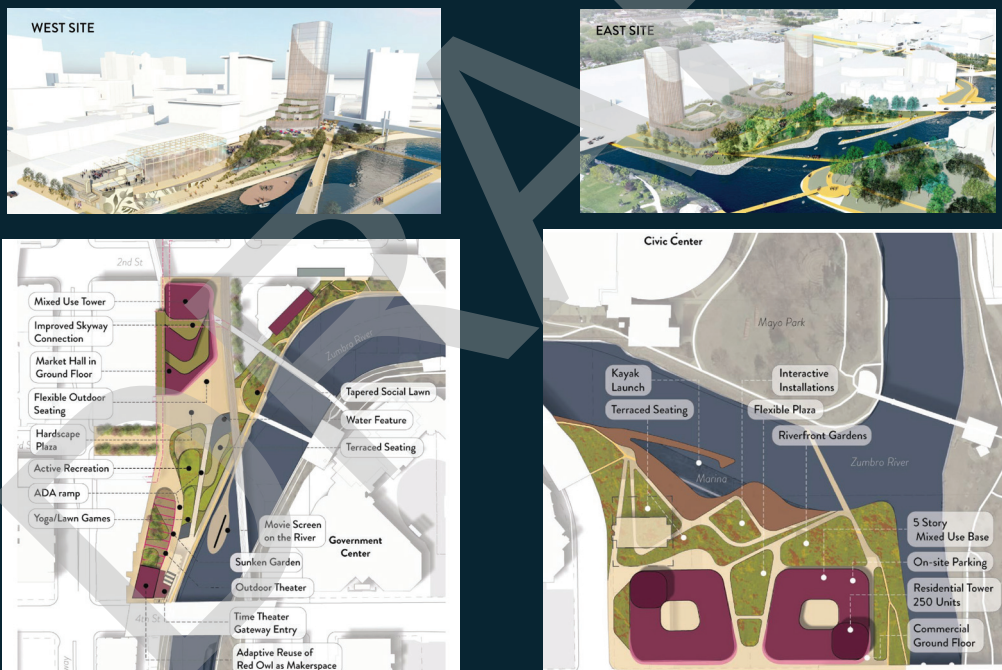 WEST SITE
EAST SITE
2nd St.
Mixed Use Tower
Improved Skyway
Connection
Market Hall in
Ground Floor
Flexible Outdoor
Seating
Hardscape
Plaza
Active Recreation
ADA ramp
Yoga/Lawn Games
Zumbro River
Tapered Social Lawn
Water Feature
Terraced Seating
Movie Screen
on the River
Government
Center
Sunken Garden
Outdoor Theater
4th St
Time Theater
Gateway Entry
Adaptive Reuse of
Red Owl as Makerspace
Civic Center
Mayo Park
Kayak
Launch
Interactive
Installations
Terraced Seating
Flexible Plaza
Riverfront Gardens
Zumbro River
Marina
5 Story
Mixed Use Base
On-site Parking
Residential Tower
250 Units
Commercial
Ground Floor